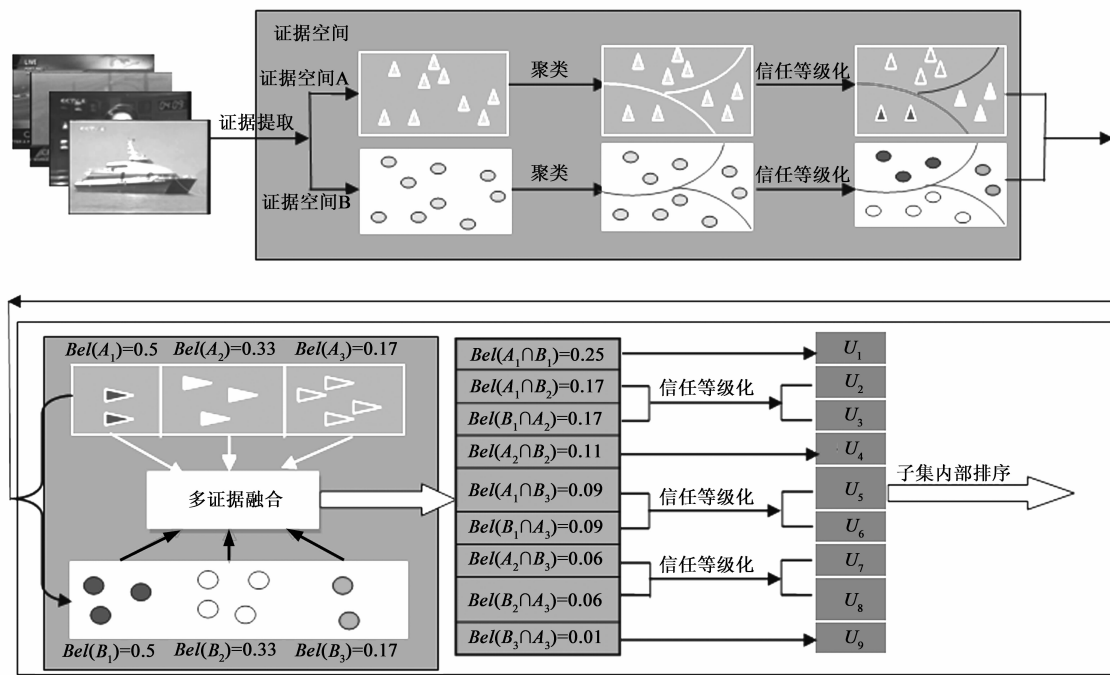 证据空间
证据空间A
聚类
信任等级化
LIVE
04:09
证据提取
证据空间B
聚类
信任等级化
Bel(A₁)=0.5 Bel(A₂)=0.33 Bel(A₃)=0.17
多证据融合
Bel(B₁)=0.5 Bel(B₂)=0.33 Bel(B₃)=0.17
Bel(A₁∩B₁)=0.25
Bel(A₁∩B₂)=0.17
Bel(B₁∩A₂)=0.17
Bel(A₂∩B₂)=0.11
Bel(A₁∩B₃)=0.09
Bel(B₁∩A₃)=0.09
Bel(A₂∩B₃)=0.06
Bel(B₂∩A₃)=0.06
Bel(B₃∩A₃)=0.01
信任等级化
信任等级化
信任等级化
U₁
U₂
U₃
U₄
U₅
U₆
U₇
U₈
U₉
子集内部排序